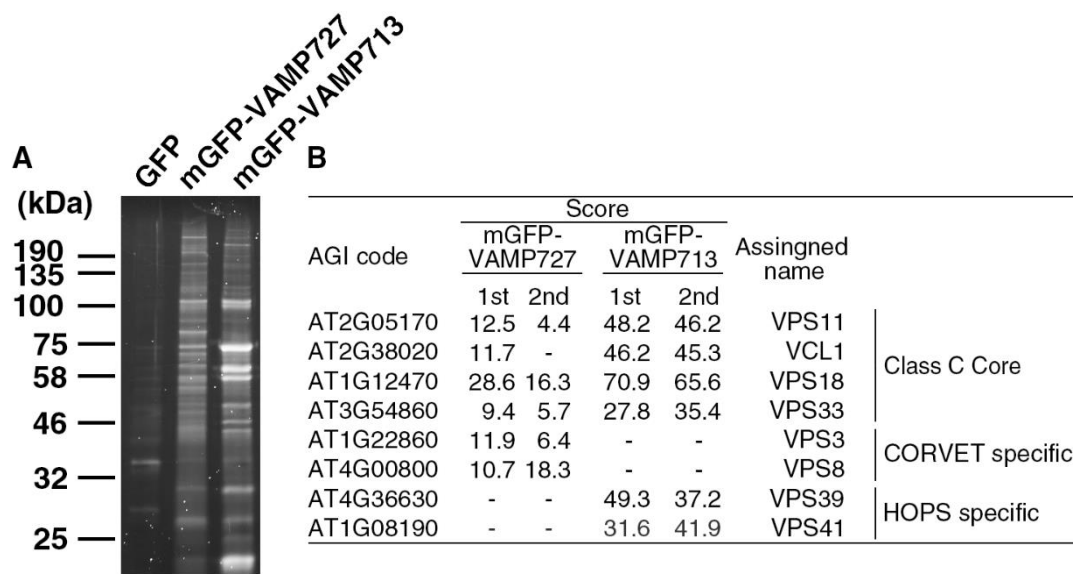 A
GFP
mGFP-VAMP727
mGFP-VAMP713
(kDa)
190
135
100
75
58
46
32
25
B
Score
AGI code mGFP-VAMP727 mGFP-VAMP713 Assingned name
1st 2nd 1st 2nd
AT2G05170 12.5 4.4 48.2 46.2 VPS11
AT2G38020 11.7 - 46.2 45.3 VCL1
AT1G12470 28.6 16.3 70.9 65.6 VPS18
AT3G54860 9.4 5.7 27.8 35.4 VPS33
Class C Core
AT1G22860 11.9 6.4 - - VPS3
AT4G00800 10.7 18.3 - - VPS8
CORVET specific
AT4G36630 - - 49.3 37.2 VPS39
AT1G08190 - - 31.6 41.9 VPS41
HOPS specific